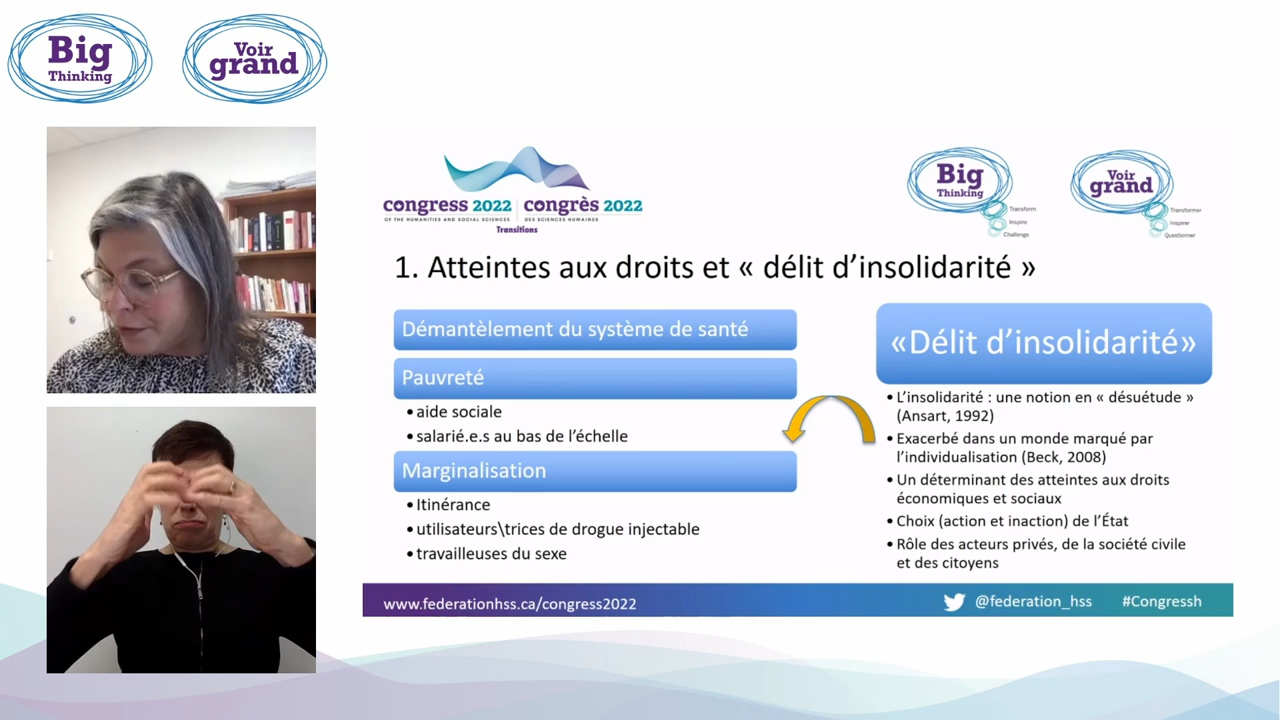 Big
Thinking
Voir
grand
congress 2022
OF THE HUMANITIES AND SOCIAL SCIENCES
congrès 2022
DES SCIENCES HUMAINES
Transitions
Big
Thinking
Transform
Inspire
Challenge
Voir
grand
Transformer
Inspirer
Questionner
1. Atteintes aux droits et « délit d’insolidarité »
Démantèlement du système de santé
Pauvreté
•aide sociale
•salarié.e.s au bas de l’échelle
Marginalisation
•Itinérance
•utilisateurs\trices de drogue injectable
•travailleuses du sexe
«Délit d’insolidarité»
•L’insolidarité : une notion en « désuétude »
(Ansart, 1992)
•Exacerbé dans un monde marqué par
l’individualisation (Beck, 2008)
•Un déterminant des atteintes aux droits
économiques et sociaux
•Choix (action et inaction) de l’État
•Rôle des acteurs privés, de la société civile
et des citoyens
www.federationhss.ca/congress2022
@federation_hss
#Congressh